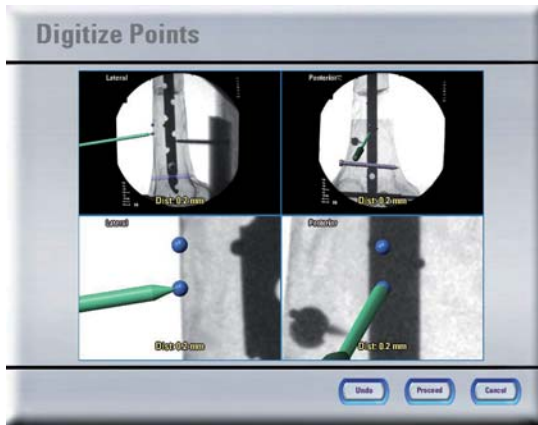 Digitize Points
Lateral
Posterior
Dist: 0.2 mm
Dist: 0.2 mm
Lateral
Posterior
Dist: 0.2 mm
Dist: 0.2 mm
Undo
Proceed
Cancel